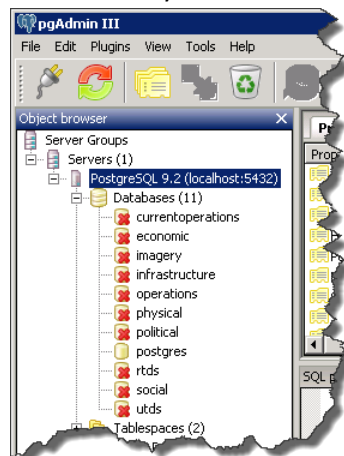 pgAdmin III
File Edit Plugins View Tools Help
Object browser
Server Groups
Servers (1)
PostgreSQL 9.2 (localhost:5432)
Databases (11)
currentoperations
economic
imagery
infrastructure
operations
physical
political
postgres
rtds
social
utds
Tablespaces (2)
Prop
SQL